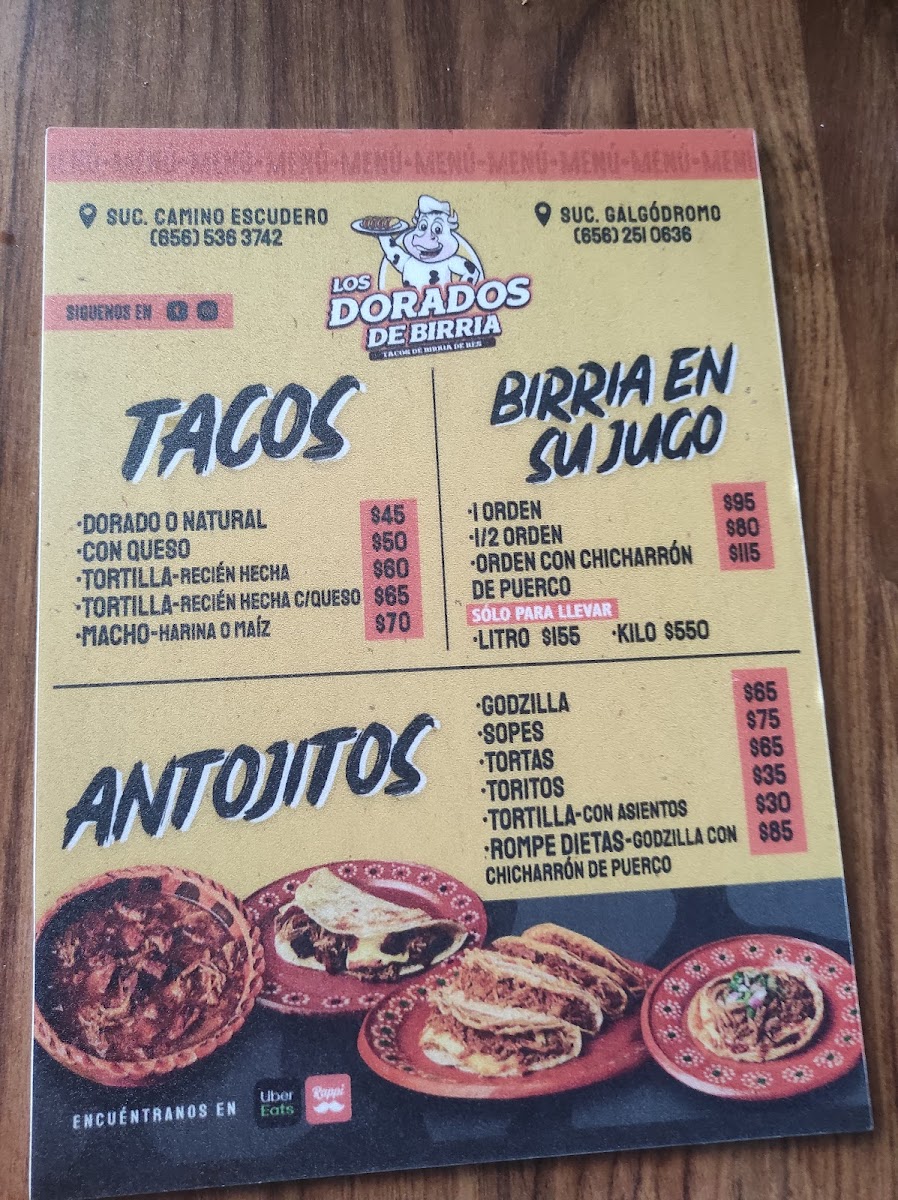 MENÚ·MENÚ·MENÚ·MENÚ·MENÚ·MENÚ·MENÚ·MENÚ
SUC. CAMINO ESCUDERO
(656) 536 3742
SUC. GALGÓDROMO
(656) 251 0636
LOS
DORADOS
DE BIRRIA
TACOS DE BIRRIA DE RES
SIGUENOS EN
TACOS
·DORADO O NATURAL $45
·CON QUESO $50
·TORTILLA-RECIÉN HECHA $60
·TORTILLA-RECIÉN HECHA C/QUESO $65
·MACHO-HARINA O MAÍZ $70
BIRRIA EN
SU JUGO
·1 ORDEN $95
·1/2 ORDEN $80
·ORDEN CON CHICHARRÓN $115
DE PUERCO
SÓLO PARA LLEVAR
·LITRO $155 ·KILO $550
ANTOJITOS
·GODZILLA $65
·SOPES $75
·TORTAS $65
·TORITOS $35
·TORTILLA-CON ASIENTOS $30
·ROMPE DIETAS-GODZILLA CON $85
CHICHARRÓN DE PUERCO
ENCUÉNTRANOS EN
Uber
Eats
Rappi